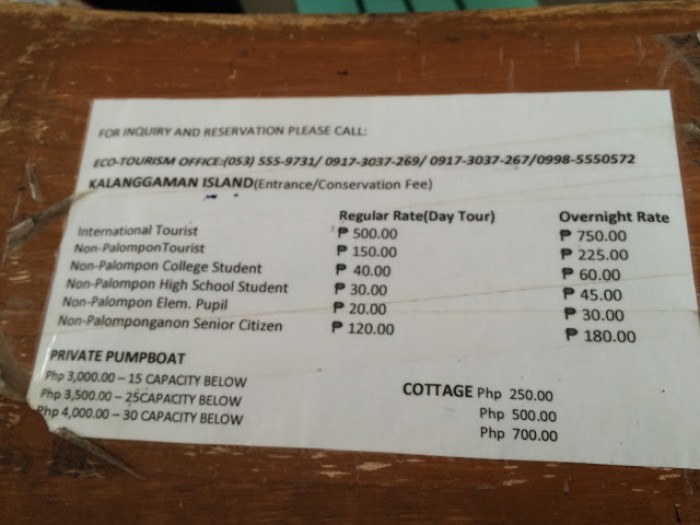 FOR INQUIRY AND RESERVATION PLEASE CALL:
ECO-TOURISM OFFICE:(053) 555-9731/ 0917-3037-269/ 0917-3037-267/0998-5550572
KALANGGAMAN ISLAND(Entrance/Conservation Fee)
Regular Rate(Day Tour) Overnight Rate
International Tourist ₱ 500.00 ₱ 750.00
Non-PalomponTourist ₱ 150.00 ₱ 225.00
Non-Palompon College Student ₱ 40.00 ₱ 60.00
Non-Palompon High School Student ₱ 30.00 ₱ 45.00
Non-Palompon Elem. Pupil ₱ 20.00 ₱ 30.00
Non-Palomponganon Senior Citizen ₱ 120.00 ₱ 180.00
PRIVATE PUMPBOAT
Php 3,000.00 – 15 CAPACITY BELOW COTTAGE Php 250.00
Php 3,500.00 – 25CAPACITY BELOW Php 500.00
Php 4,000.00 – 30 CAPACITY BELOW Php 700.00